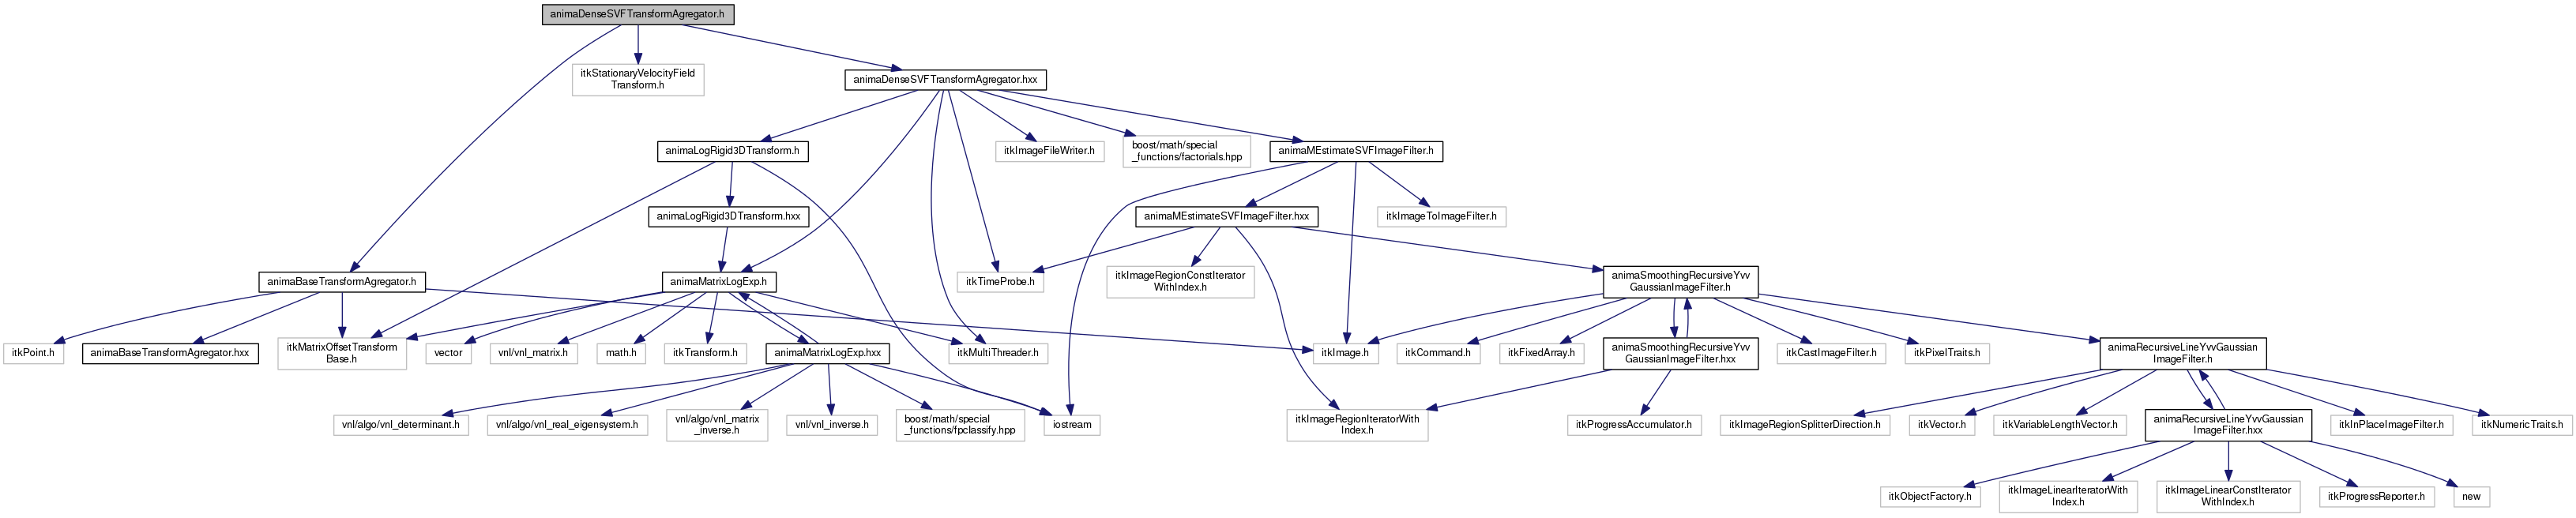 animaDenseSVFTransformAgregator.h
itkStationaryVelocityField
Transform.h
animaDenseSVFTransformAgregator.hxx
animaLogRigid3DTransform.h
itkImageFileWriter.h
boost/math/special
_functions/factorials.hpp
animaMEstimateSVFImageFilter.h
animaLogRigid3DTransform.hxx
animaMEstimateSVFImageFilter.hxx
itkImageToImageFilter.h
animaBaseTransformAgregator.h
animaMatrixLogExp.h
itkTimeProbe.h
itkImageRegionConstIterator
WithIndex.h
animaSmoothingRecursiveYvv
GaussianImageFilter.h
itkPoint.h
animaBaseTransformAgregator.hxx
itkMatrixOffsetTransform
Base.h
vector
vnl/vnl_matrix.h
math.h
itkTransform.h
animaMatrixLogExp.hxx
itkMultiThreader.h
itkImage.h
itkCommand.h
itkFixedArray.h
animaSmoothingRecursiveYvv
GaussianImageFilter.hxx
itkCastImageFilter.h
itkPixelTraits.h
animaRecursiveLineYvvGaussian
ImageFilter.h
vnl/algo/vnl_determinant.h
vnl/algo/vnl_real_eigensystem.h
vnl/algo/vnl_matrix
_inverse.h
vnl/vnl_inverse.h
boost/math/special
_functions/fpclassify.hpp
iostream
itkImageRegionIteratorWith
Index.h
itkProgressAccumulator.h
itkImageRegionSplitterDirection.h
itkVector.h
itkVariableLengthVector.h
animaRecursiveLineYvvGaussian
ImageFilter.hxx
itkInPlaceImageFilter.h
itkNumericTraits.h
itkObjectFactory.h
itkImageLinearIteratorWith
Index.h
itkImageLinearConstIterator
WithIndex.h
itkProgressReporter.h
new